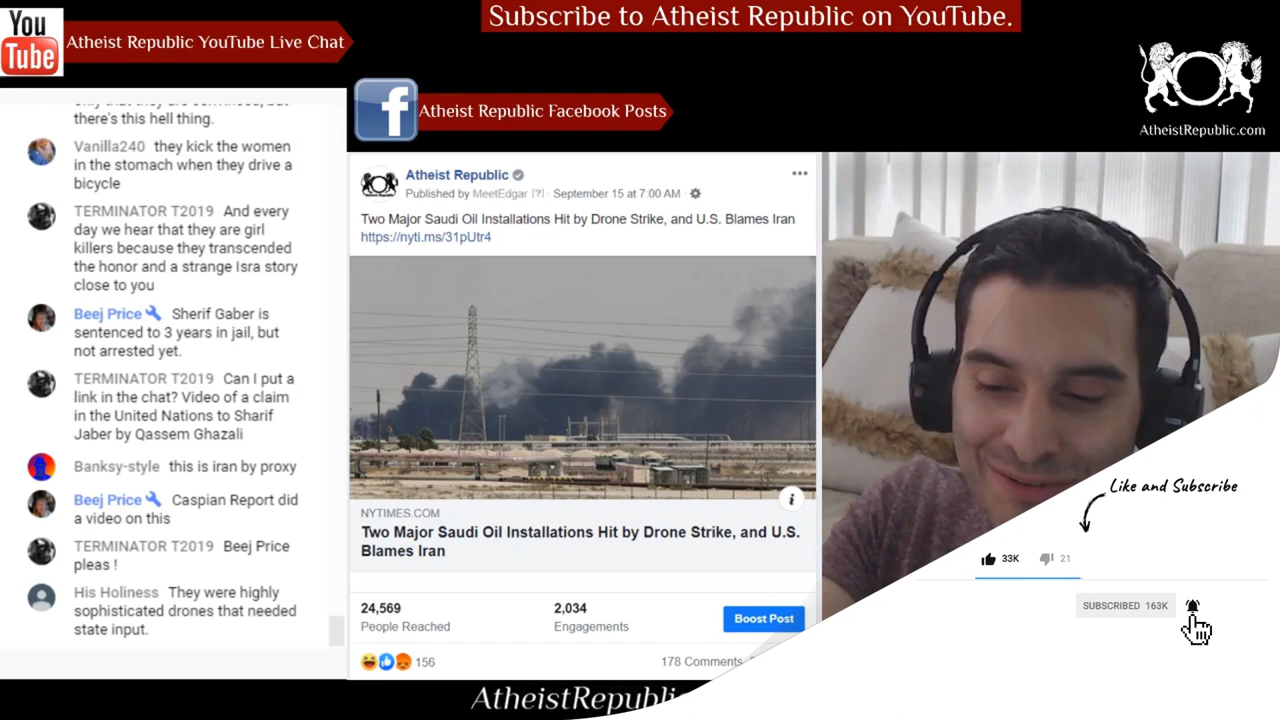 You
Tube
Atheist Republic YouTube Live Chat
Subscribe to Atheist Republic on YouTube.
AtheistRepublic.com
f
Atheist Republic Facebook Posts
there's this hell thing.
Vanilla240 they kick the women
in the stomach when they drive a
bicycle
TERMINATOR T2019 And every
day we hear that they are girl
killers because they transcended
the honor and a strange Isra story
close to you
Beej Price Sherif Gaber is
sentenced to 3 years in jail, but
not arrested yet.
TERMINATOR T2019 Can I put a
link in the chat? Video of a claim
in the United Nations to Sharif
Jaber by Qassem Ghazali
Banksy-style this is iran by proxy
Beej Price Caspian Report did
a video on this
TERMINATOR T2019 Beej Price
pleas !
His Holiness They were highly
sophisticated drones that needed
state input.
Atheist Republic
Published by MeetEdgar [?] · September 15 at 7:00 AM ·
Two Major Saudi Oil Installations Hit by Drone Strike, and U.S. Blames Iran
https://nyti.ms/31pUtr4
i
NYTIMES.COM
Two Major Saudi Oil Installations Hit by Drone Strike, and U.S.
Blames Iran
24,569
People Reached
2,034
Engagements
Boost Post
156
178 Comments
Like and Subscribe
33K
21
SUBSCRIBED 163K
AtheistRepublic